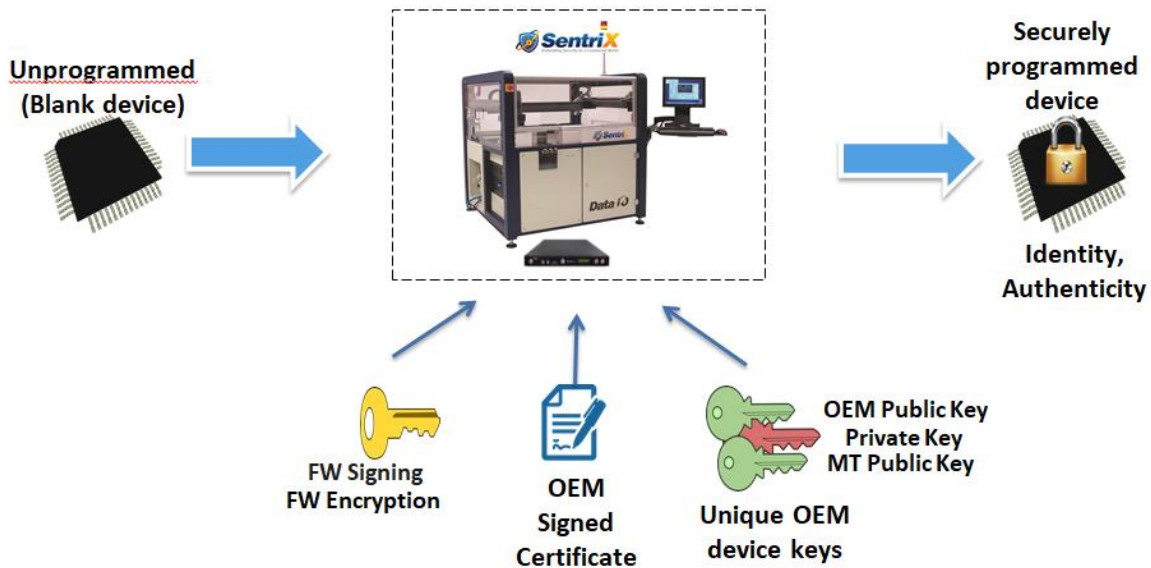 Unprogrammed
(Blank device)
SentriX
SentriX
Data I/O
Securely
programmed
device
Identity,
Authenticity
FW Signing
FW Encryption
OEM
Signed
Certificate
OEM Public Key
Private Key
MT Public Key
Unique OEM
device keys